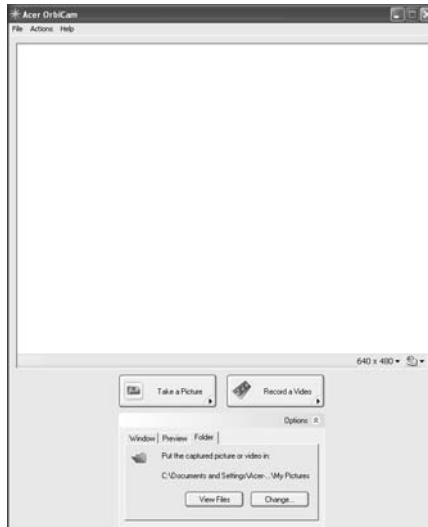 Acer OrbiCam
File Actions Help
640 x 480
Take a Picture
Record a Video
Options
Window Preview Folder
Put the captured picture or video in:
C:\Documents and Settings\Acer-...\My Pictures
View Files
Change...